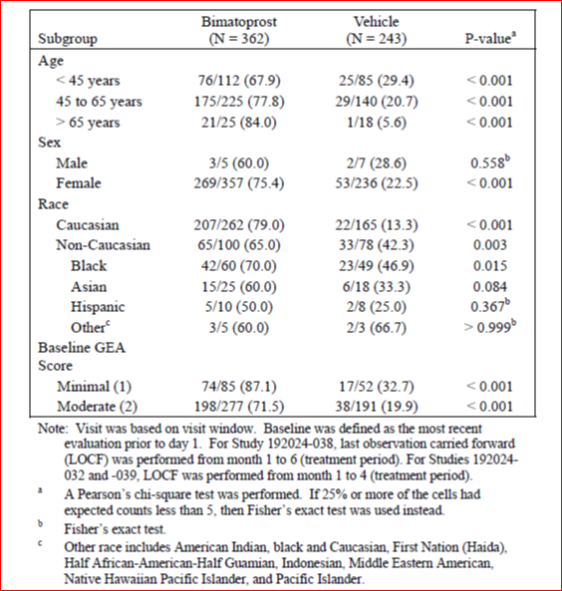 Bimatoprost Vehicle
Subgroup (N = 362) (N = 243) P-valueᵃ
Age
< 45 years 76/112 (67.9) 25/85 (29.4) < 0.001
45 to 65 years 175/225 (77.8) 29/140 (20.7) < 0.001
> 65 years 21/25 (84.0) 1/18 (5.6) < 0.001
Sex
Male 3/5 (60.0) 2/7 (28.6) 0.558ᵇ
Female 269/357 (75.4) 53/236 (22.5) < 0.001
Race
Caucasian 207/262 (79.0) 22/165 (13.3) < 0.001
Non-Caucasian 65/100 (65.0) 33/78 (42.3) 0.003
Black 42/60 (70.0) 23/49 (46.9) 0.015
Asian 15/25 (60.0) 6/18 (33.3) 0.084
Hispanic 5/10 (50.0) 2/8 (25.0) 0.367ᵇ
Otherᶜ 3/5 (60.0) 2/3 (66.7) > 0.999ᵇ
Baseline GEA
Score
Minimal (1) 74/85 (87.1) 17/52 (32.7) < 0.001
Moderate (2) 198/277 (71.5) 38/191 (19.9) < 0.001
Note: Visit was based on visit window. Baseline was defined as the most recent
evaluation prior to day 1. For Study 192024-038, last observation carried forward
(LOCF) was performed from month 1 to 6 (treatment period). For Studies 192024-
032 and -039, LOCF was performed from month 1 to 4 (treatment period).
ᵃ A Pearson's chi-square test was performed. If 25% or more of the cells had
expected counts less than 5, then Fisher's exact test was used instead.
ᵇ Fisher's exact test.
ᶜ Other race includes American Indian, black and Caucasian, First Nation (Haida),
Half African-American-Half Guamian, Indonesian, Middle Eastern American,
Native Hawaiian Pacific Islander, and Pacific Islander.